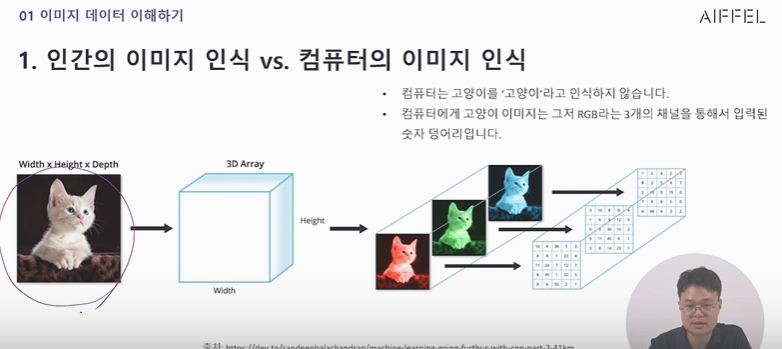 01 이미지 데이터 이해하기
AIFFEL
1. 인간의 이미지 인식 vs. 컴퓨터의 이미지 인식
• 컴퓨터는 고양이를 '고양이'라고 인식하지 않습니다.
• 컴퓨터에게 고양이 이미지는 그저 RGB라는 3개의 채널을 통해서 입력된
숫자 덩어리입니다.
Width x Height x Depth
3D Array
Height
Width
출처: https://dev.to/sandeepbalachandran/machine-learning-going-furthur-with-cnn-part-2-41km